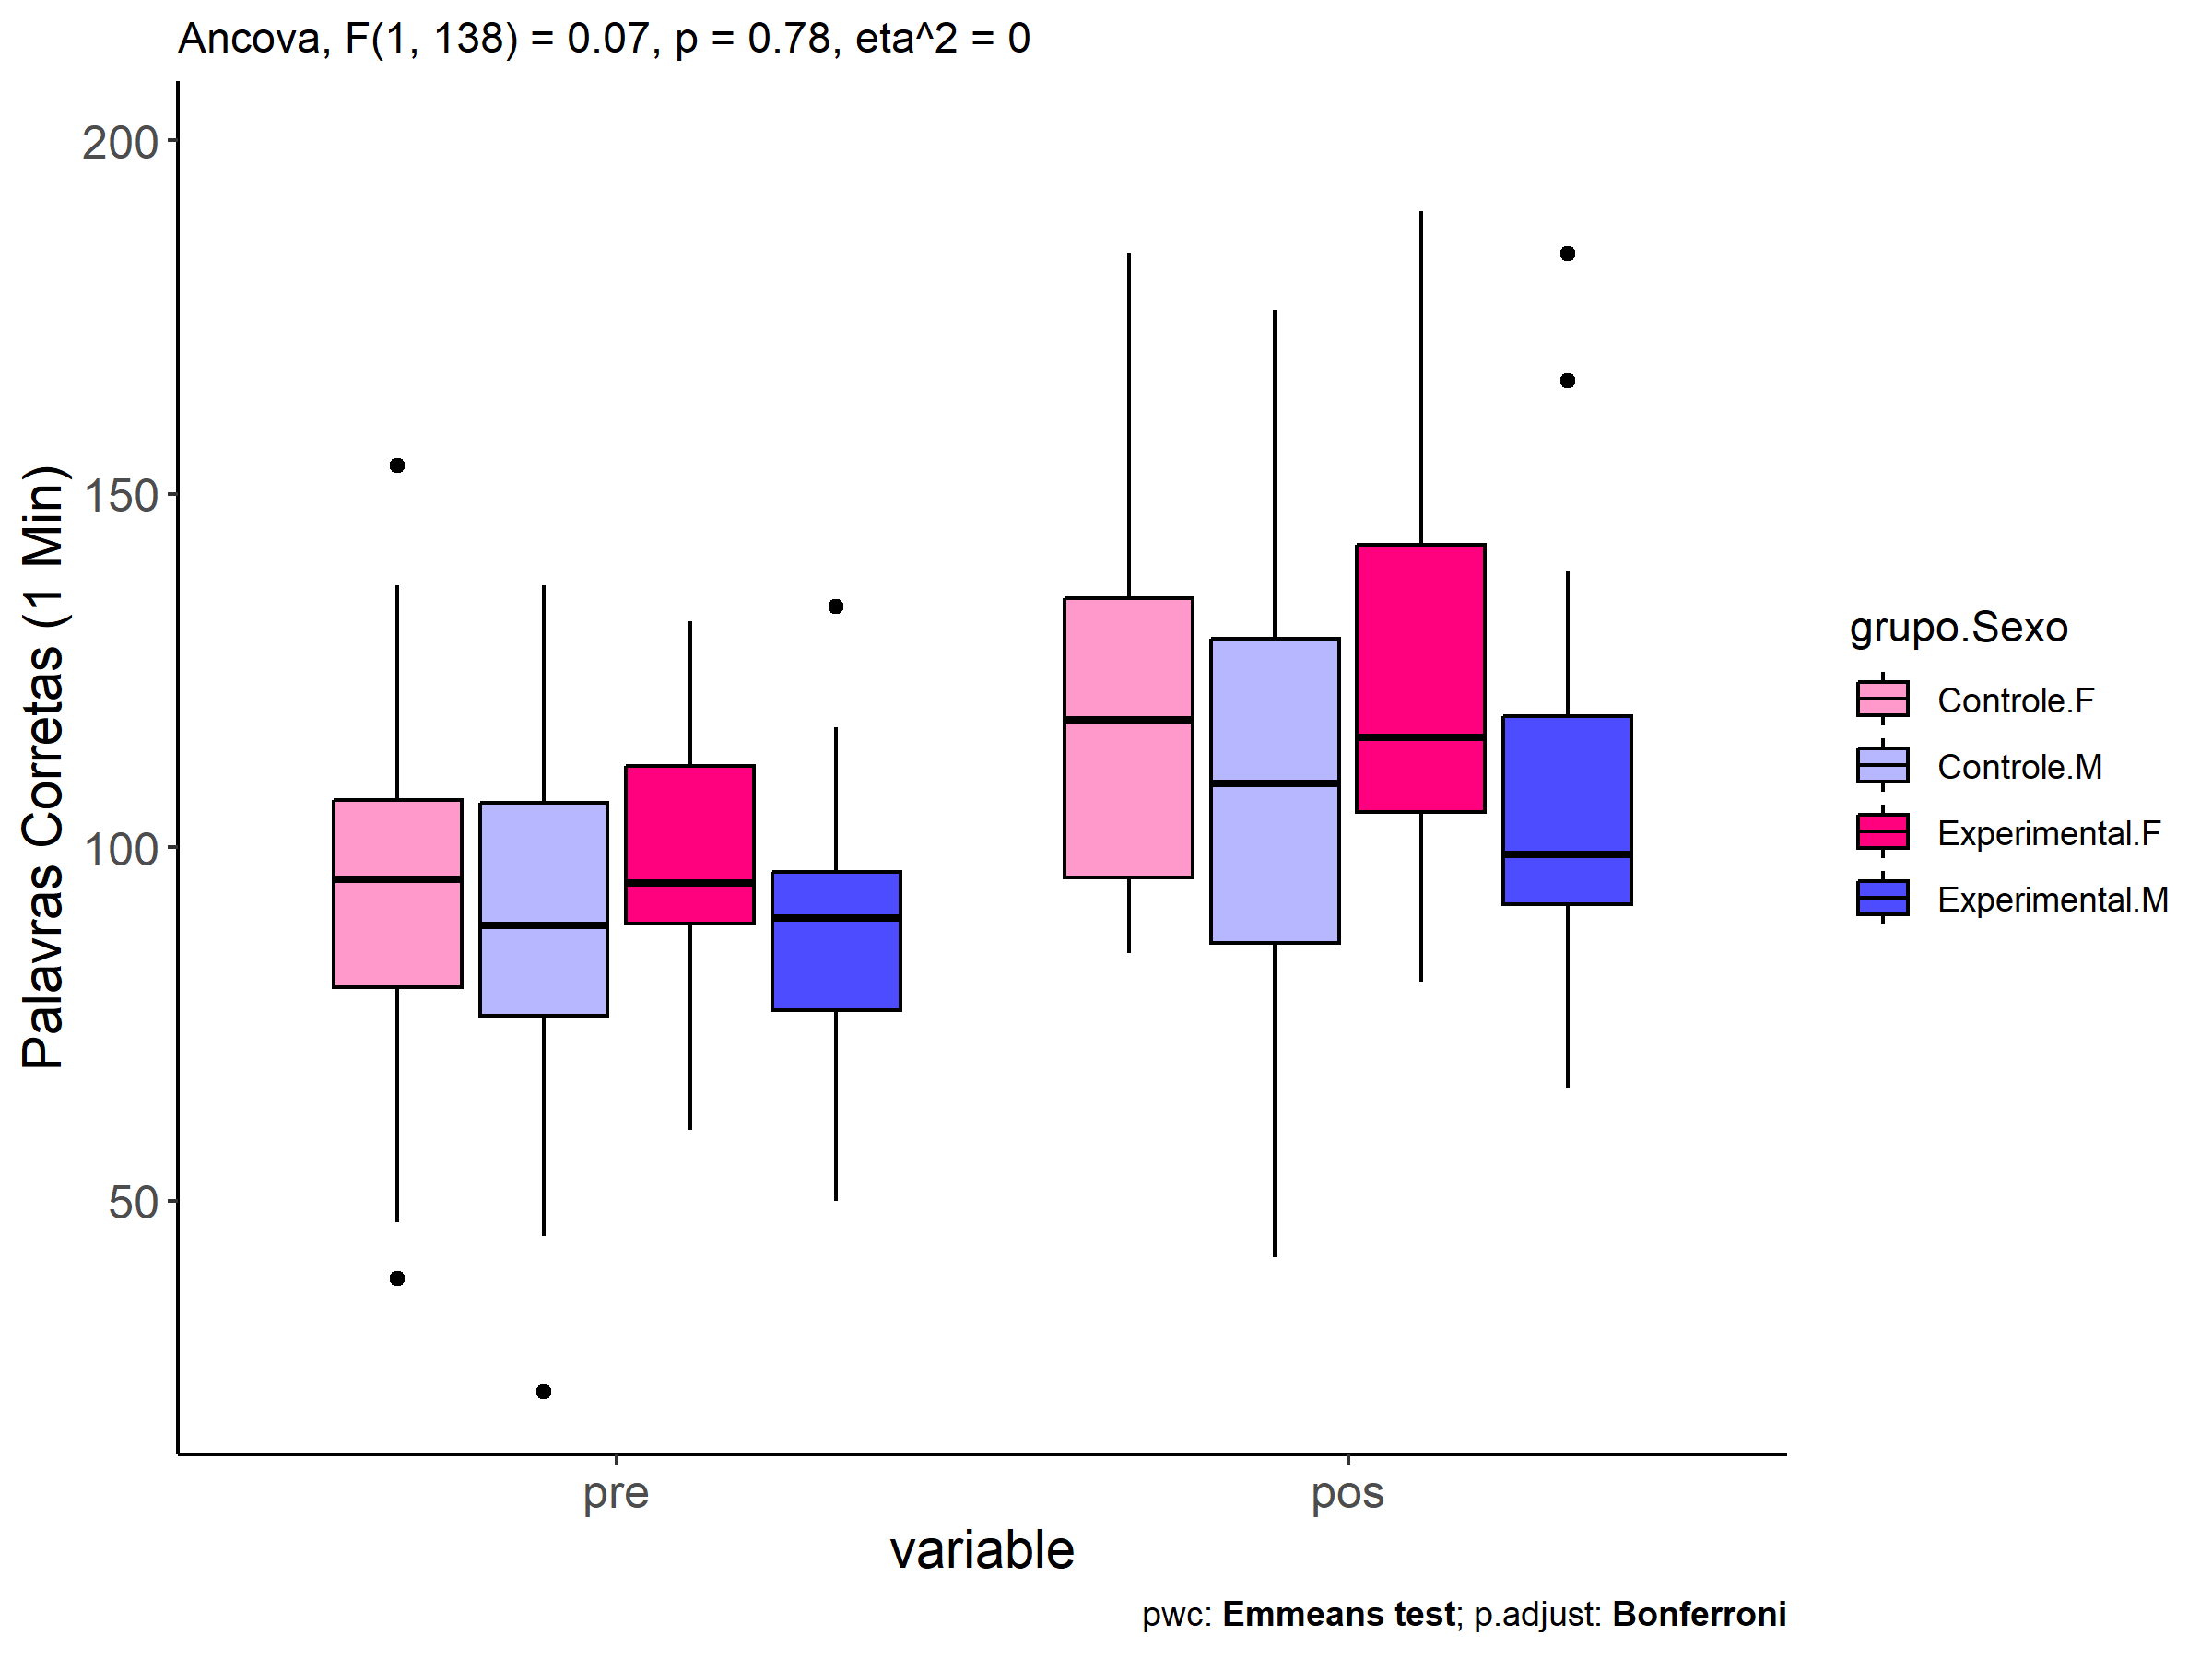 Ancova, F(1, 138) = 0.07, p = 0.78, eta^2 = 0
Palavras Corretas (1 Min)
200
150
100
50
pre
pos
variable
grupo.Sexo
Controle.F
Controle.M
Experimental.F
Experimental.M
pwc: Emmeans test; p.adjust: Bonferroni